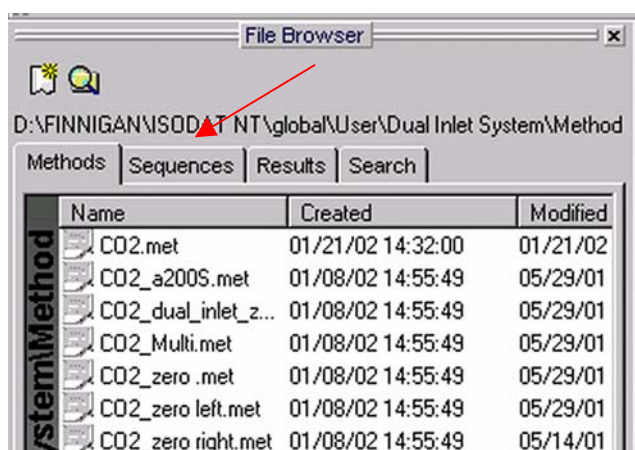 File Browser
D:\FINNIGAN\ISODAT NT\global\User\Dual Inlet System\Method
Methods Sequences Results Search
Name Created Modified
CO2.met 01/21/02 14:32:00 01/21/02
CO2_a200S.met 01/08/02 14:55:49 05/29/01
CO2_dual_inlet_z... 01/08/02 14:55:49 05/29/01
CO2_Multi.met 01/08/02 14:55:49 05/29/01
CO2_zero .met 01/08/02 14:55:49 05/29/01
CO2_zero left.met 01/08/02 14:55:49 05/29/01
CO2_zero right.met 01/08/02 14:55:49 05/14/01
ystem\Method